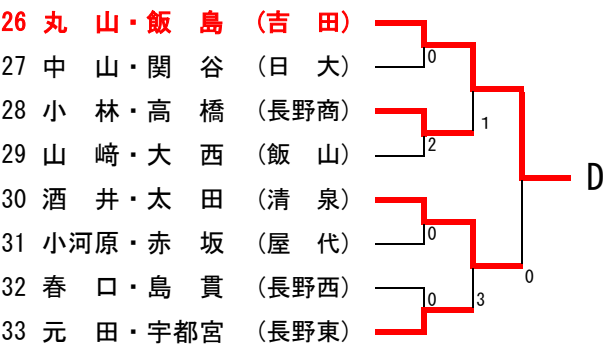 26 丸 山・飯 島 (吉 田)
27 中 山・関 谷 (日 大)
0
28 小 林・高 橋 (長野商)
1
29 山 﨑・大 西 (飯 山)
2
D
30 酒 井・太 田 (清 泉)
31 小河原・赤 坂 (屋 代)
0
0
32 春 口・島 貫 (長野西)
0
3
33 元 田・宇都宮 (長野東)